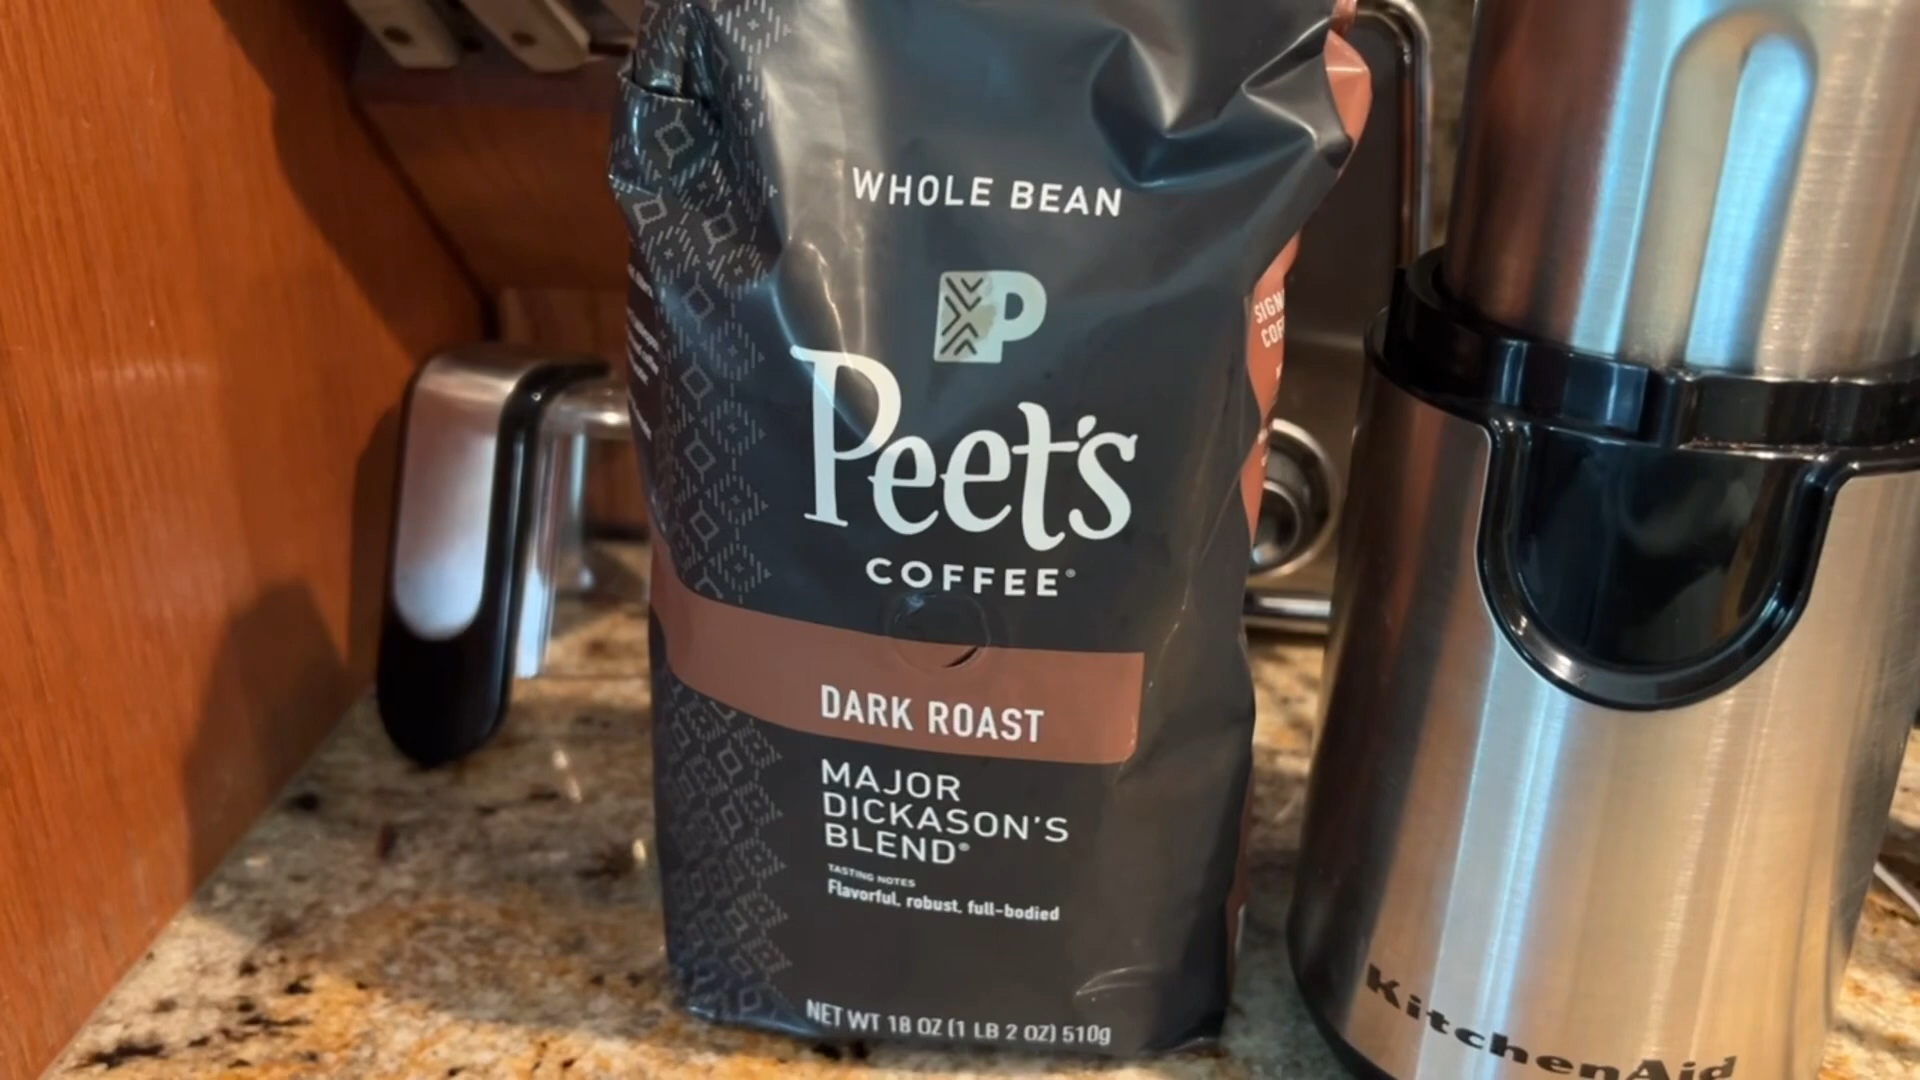 WHOLE BEAN
P
Peet's
COFFEE®
DARK ROAST
MAJOR
DICKASON'S
BLEND®
TASTING NOTES
Flavorful, robust, full-bodied
NET WT 18 OZ (1 LB 2 OZ) 510g
KitchenAid